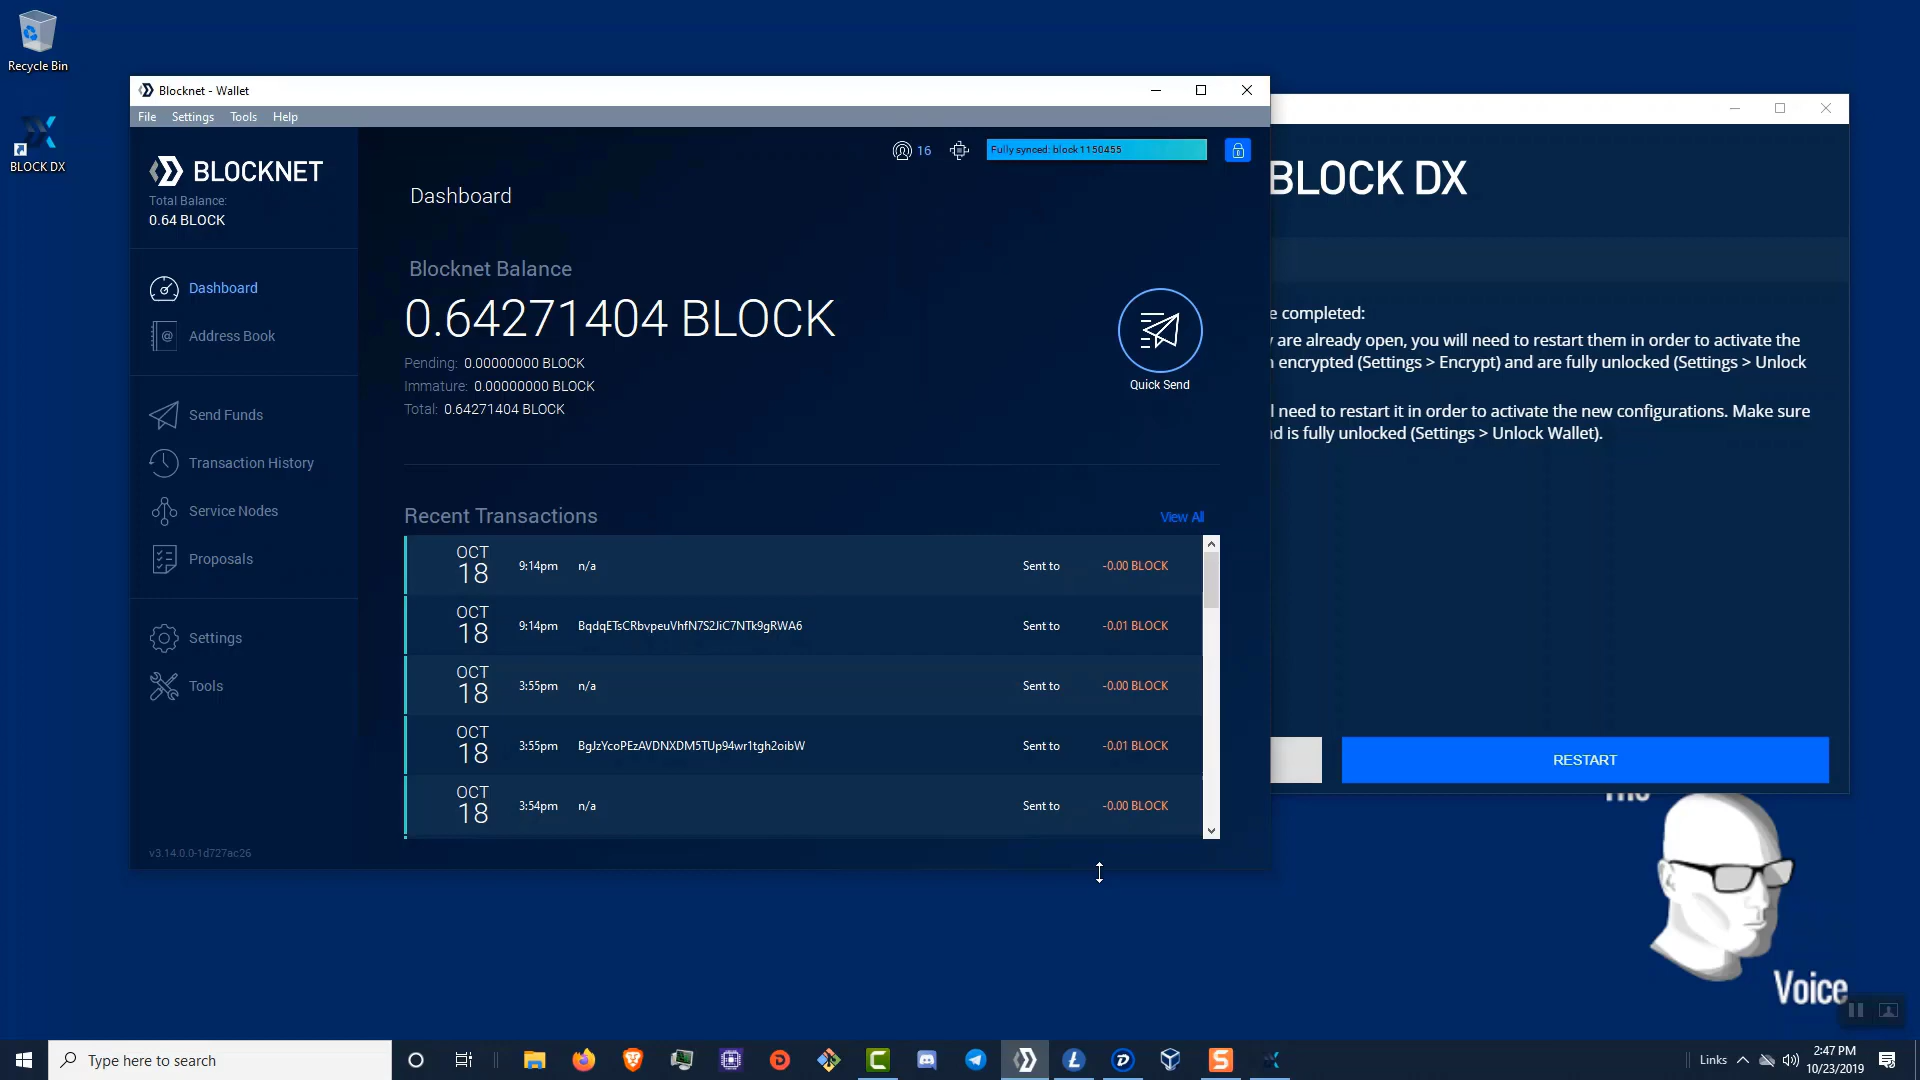 Recycle Bin
BLOCK DX
Blocknet - Wallet
File Settings Tools Help
BLOCKNET
Total Balance:
0.64 BLOCK
Dashboard
Address Book
Send Funds
Transaction History
Service Nodes
Proposals
Settings
Tools
v3.14.0.0-1d727ac26
16
Fully synced: block 1150455
Dashboard
Blocknet Balance
0.64271404 BLOCK
Pending: 0.00000000 BLOCK
Immature: 0.00000000 BLOCK
Total: 0.64271404 BLOCK
Quick Send
Recent Transactions
View All
OCT 18 9:14pm n/a Sent to -0.00 BLOCK
OCT 18 9:14pm BqdqETsCRbvpeuVhfN7S2JiC7NTk9gRWA6 Sent to -0.01 BLOCK
OCT 18 3:55pm n/a Sent to -0.00 BLOCK
OCT 18 3:55pm BgJzYcoPEzAVDNXDM5TUp94wr1tgh2oibW Sent to -0.01 BLOCK
OCT 18 3:54pm n/a Sent to -0.00 BLOCK
BLOCK DX
e completed:
y are already open, you will need to restart them in order to activate the
n encrypted (Settings > Encrypt) and are fully unlocked (Settings > Unlock
l need to restart it in order to activate the new configurations. Make sure
nd is fully unlocked (Settings > Unlock Wallet).
RESTART
The
Voice
Type here to search
Links
2:47 PM
10/23/2019